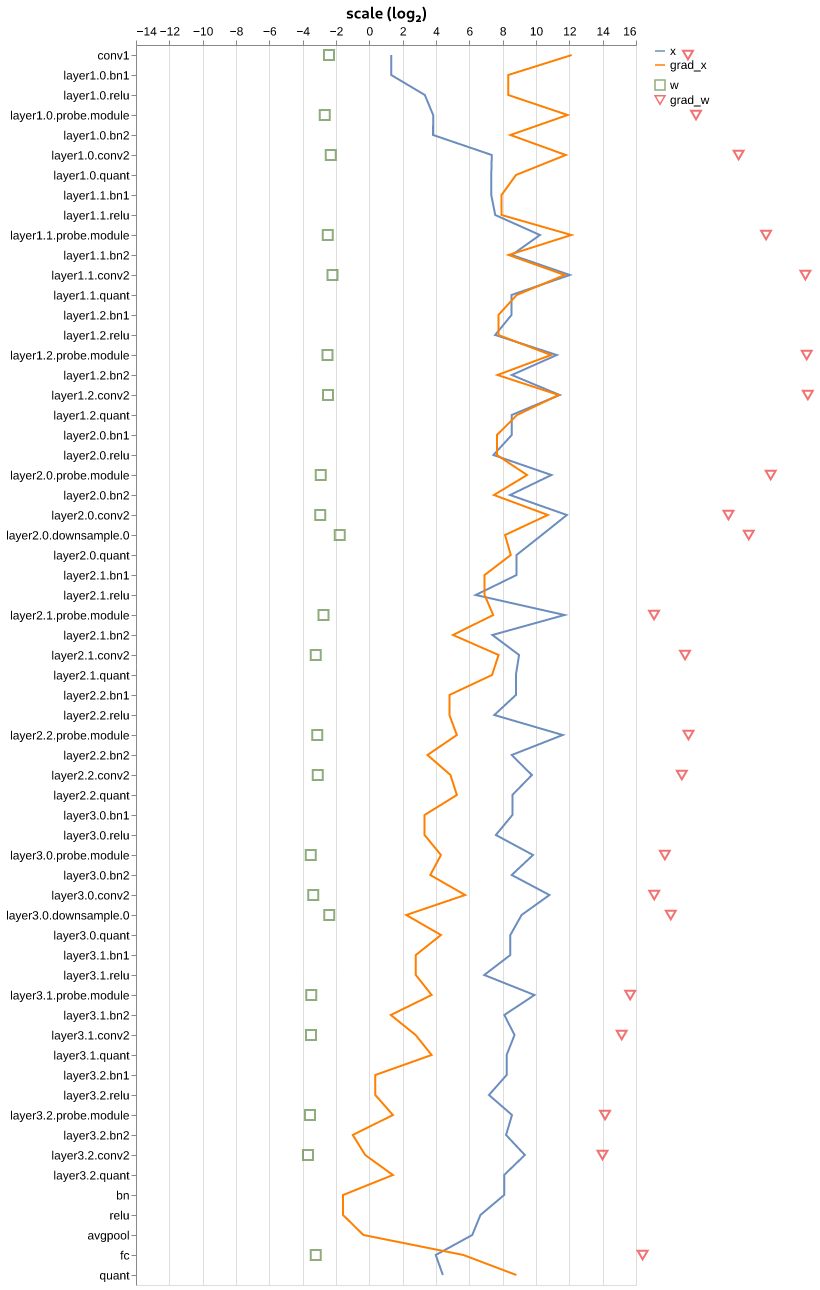 scale (log2)
−14 −12 −10 −8 −6 −4 −2 0 2 4 6 8 10 12 14 16
x
grad_x
w
grad_w
conv1
layer1.0.bn1
layer1.0.relu
layer1.0.probe.module
layer1.0.bn2
layer1.0.conv2
layer1.0.quant
layer1.1.bn1
layer1.1.relu
layer1.1.probe.module
layer1.1.bn2
layer1.1.conv2
layer1.1.quant
layer1.2.bn1
layer1.2.relu
layer1.2.probe.module
layer1.2.bn2
layer1.2.conv2
layer1.2.quant
layer2.0.bn1
layer2.0.relu
layer2.0.probe.module
layer2.0.bn2
layer2.0.conv2
layer2.0.downsample.0
layer2.0.quant
layer2.1.bn1
layer2.1.relu
layer2.1.probe.module
layer2.1.bn2
layer2.1.conv2
layer2.1.quant
layer2.2.bn1
layer2.2.relu
layer2.2.probe.module
layer2.2.bn2
layer2.2.conv2
layer2.2.quant
layer3.0.bn1
layer3.0.relu
layer3.0.probe.module
layer3.0.bn2
layer3.0.conv2
layer3.0.downsample.0
layer3.0.quant
layer3.1.bn1
layer3.1.relu
layer3.1.probe.module
layer3.1.bn2
layer3.1.conv2
layer3.1.quant
layer3.2.bn1
layer3.2.relu
layer3.2.probe.module
layer3.2.bn2
layer3.2.conv2
layer3.2.quant
bn
relu
avgpool
fc
quant